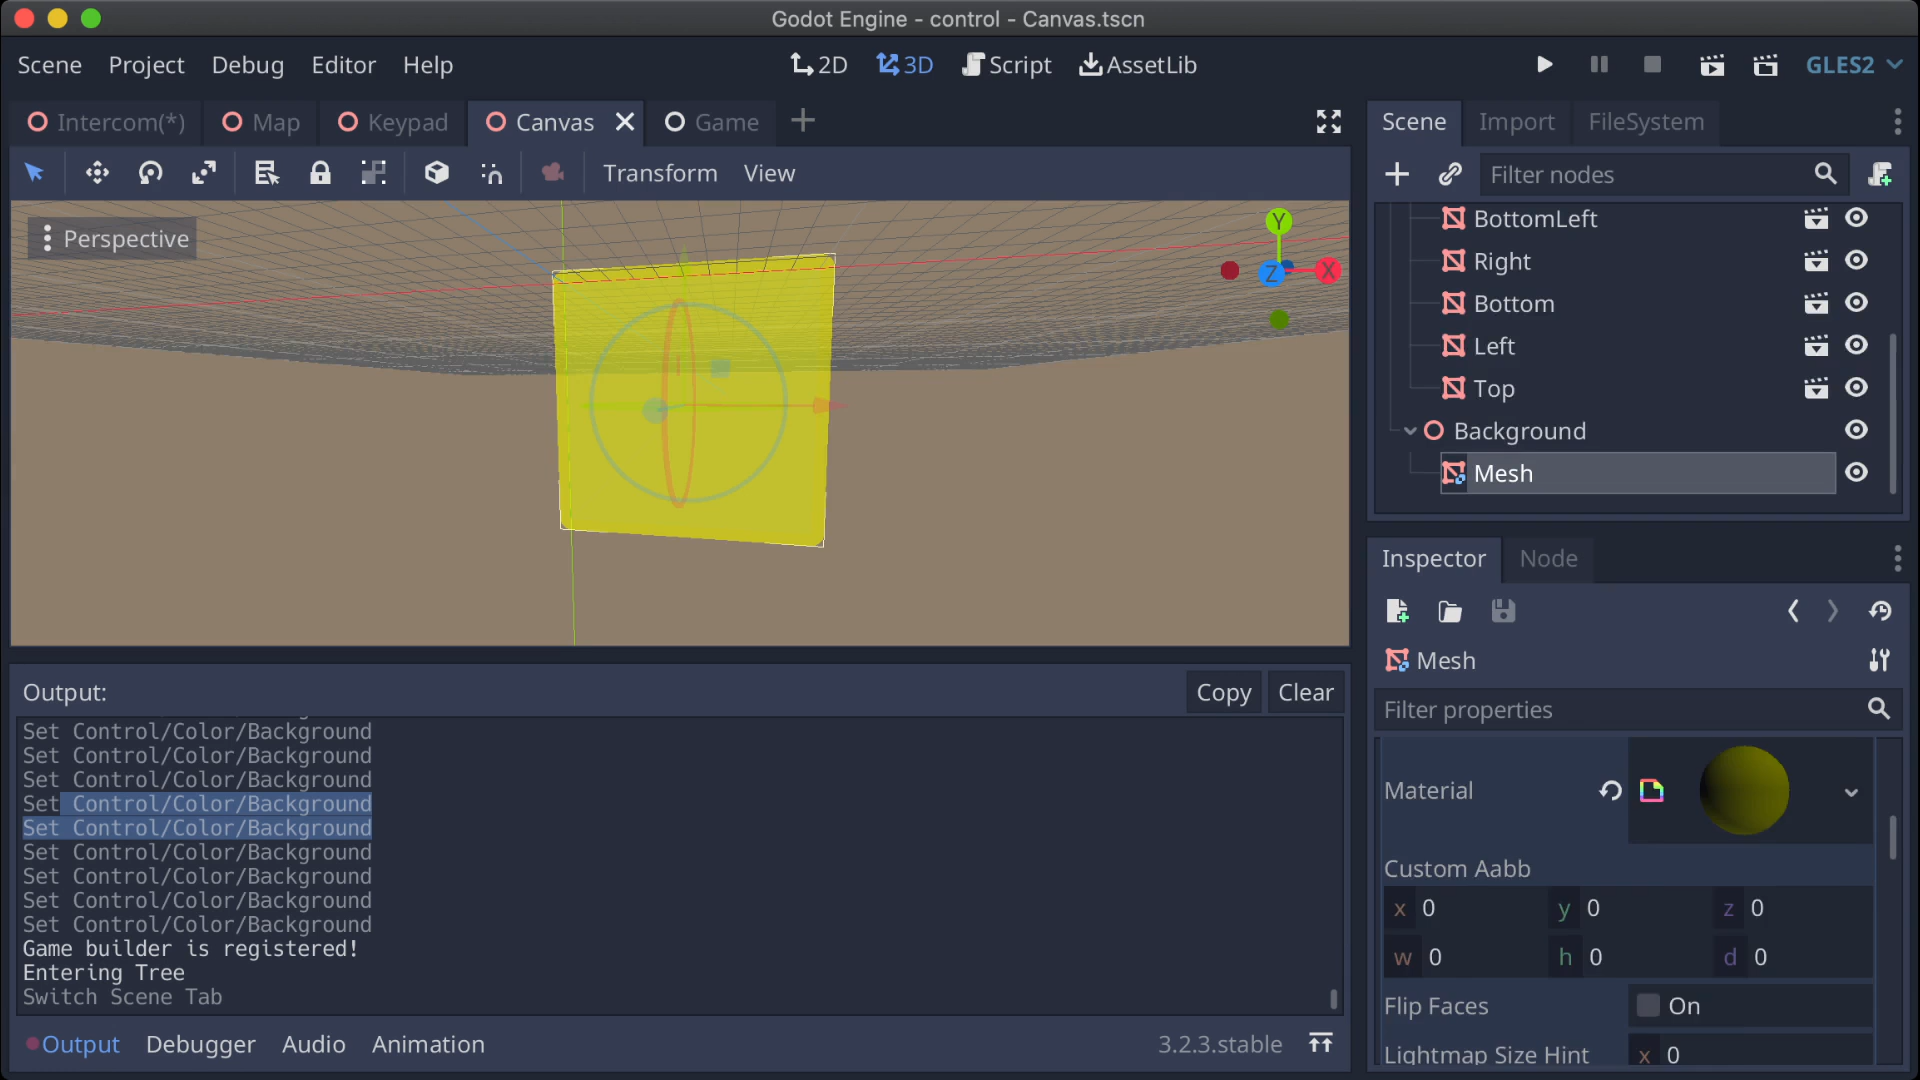 Godot Engine - control - Canvas.tscn
Scene Project Debug Editor Help
2D 3D Script AssetLib
GLES2
Intercom(*) Map Keypad Canvas Game
Transform View
Perspective
Y
Z X
Scene Import FileSystem
Filter nodes
BottomLeft
Right
Bottom
Left
Top
Background
Mesh
Inspector Node
Mesh
Filter properties
Material
Custom Aabb
x 0 y 0 z 0
w 0 h 0 d 0
Flip Faces On
Lightmap Size Hint x 0
Output: Copy Clear
Set Control/Color/Background
Set Control/Color/Background
Set Control/Color/Background
Set Control/Color/Background
Set Control/Color/Background
Set Control/Color/Background
Set Control/Color/Background
Set Control/Color/Background
Set Control/Color/Background
Game builder is registered!
Entering Tree
Switch Scene Tab
Output Debugger Audio Animation 3.2.3.stable